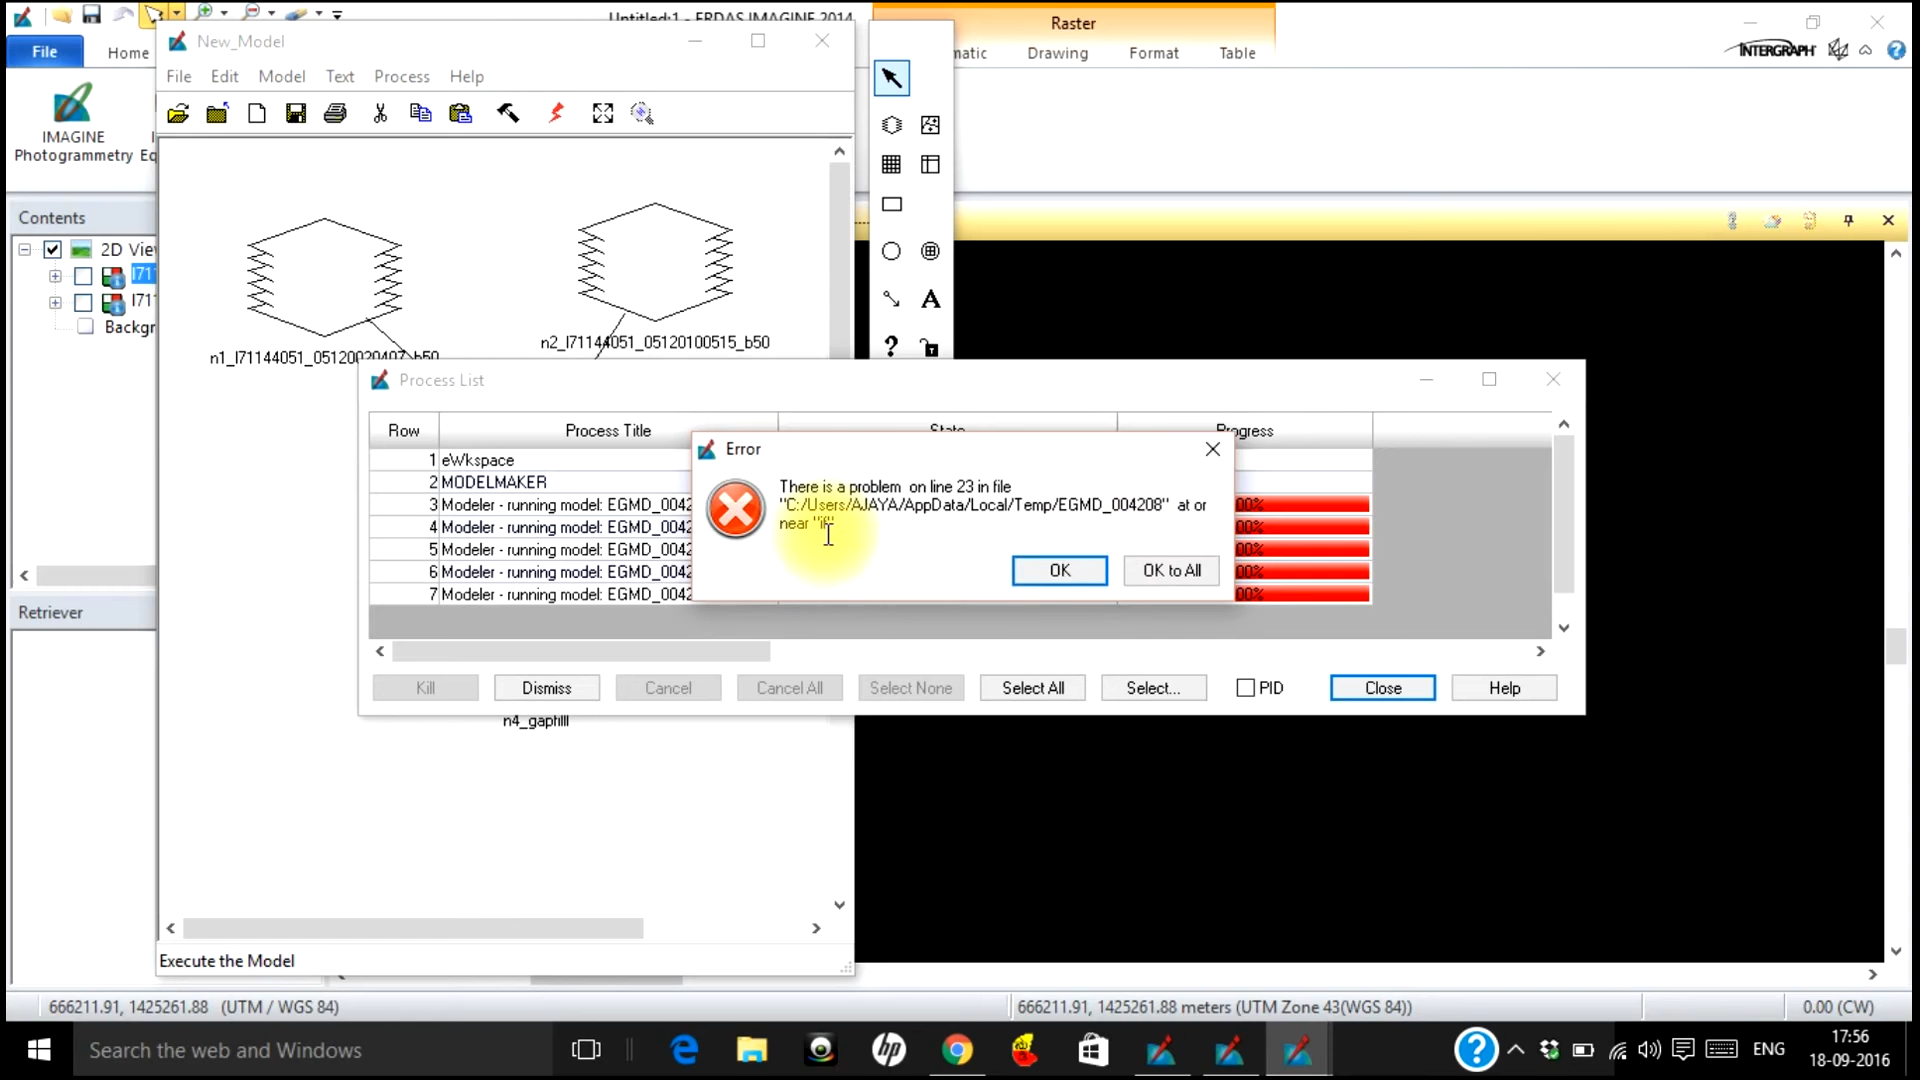 Untitled:1 - ERDAS IMAGINE 2014
Raster
File
Home
New_Model
Drawing
Format
Table
INTERGRAPH
File Edit Model Text Process Help
IMAGINE
Photogrammetry
Contents
2D View
I71
I71
Backgr
n1_l71144051_05120020407_b50
n2_l71144051_05120100515_b50
Process List
Row Process Title State Progress
1 eWkspace
2 MODELMAKER
3 Modeler - running model: EGMD_0042
4 Modeler - running model: EGMD_0042
5 Modeler - running model: EGMD_0042
6 Modeler - running model: EGMD_0042
7 Modeler - running model: EGMD_0042
Error
There is a problem on line 23 in file
"C:/Users/AJAYA/AppData/Local/Temp/EGMD_004208" at or
near "if"
OK
OK to All
Retriever
Kill Dismiss Cancel Cancel All Select None Select All Select... PID Close Help
n4_gapfilll
Execute the Model
666211.91, 1425261.88 (UTM / WGS 84)
666211.91, 1425261.88 meters (UTM Zone 43(WGS 84))
0.00 (CW)
Search the web and Windows
ENG
17:56
18-09-2016